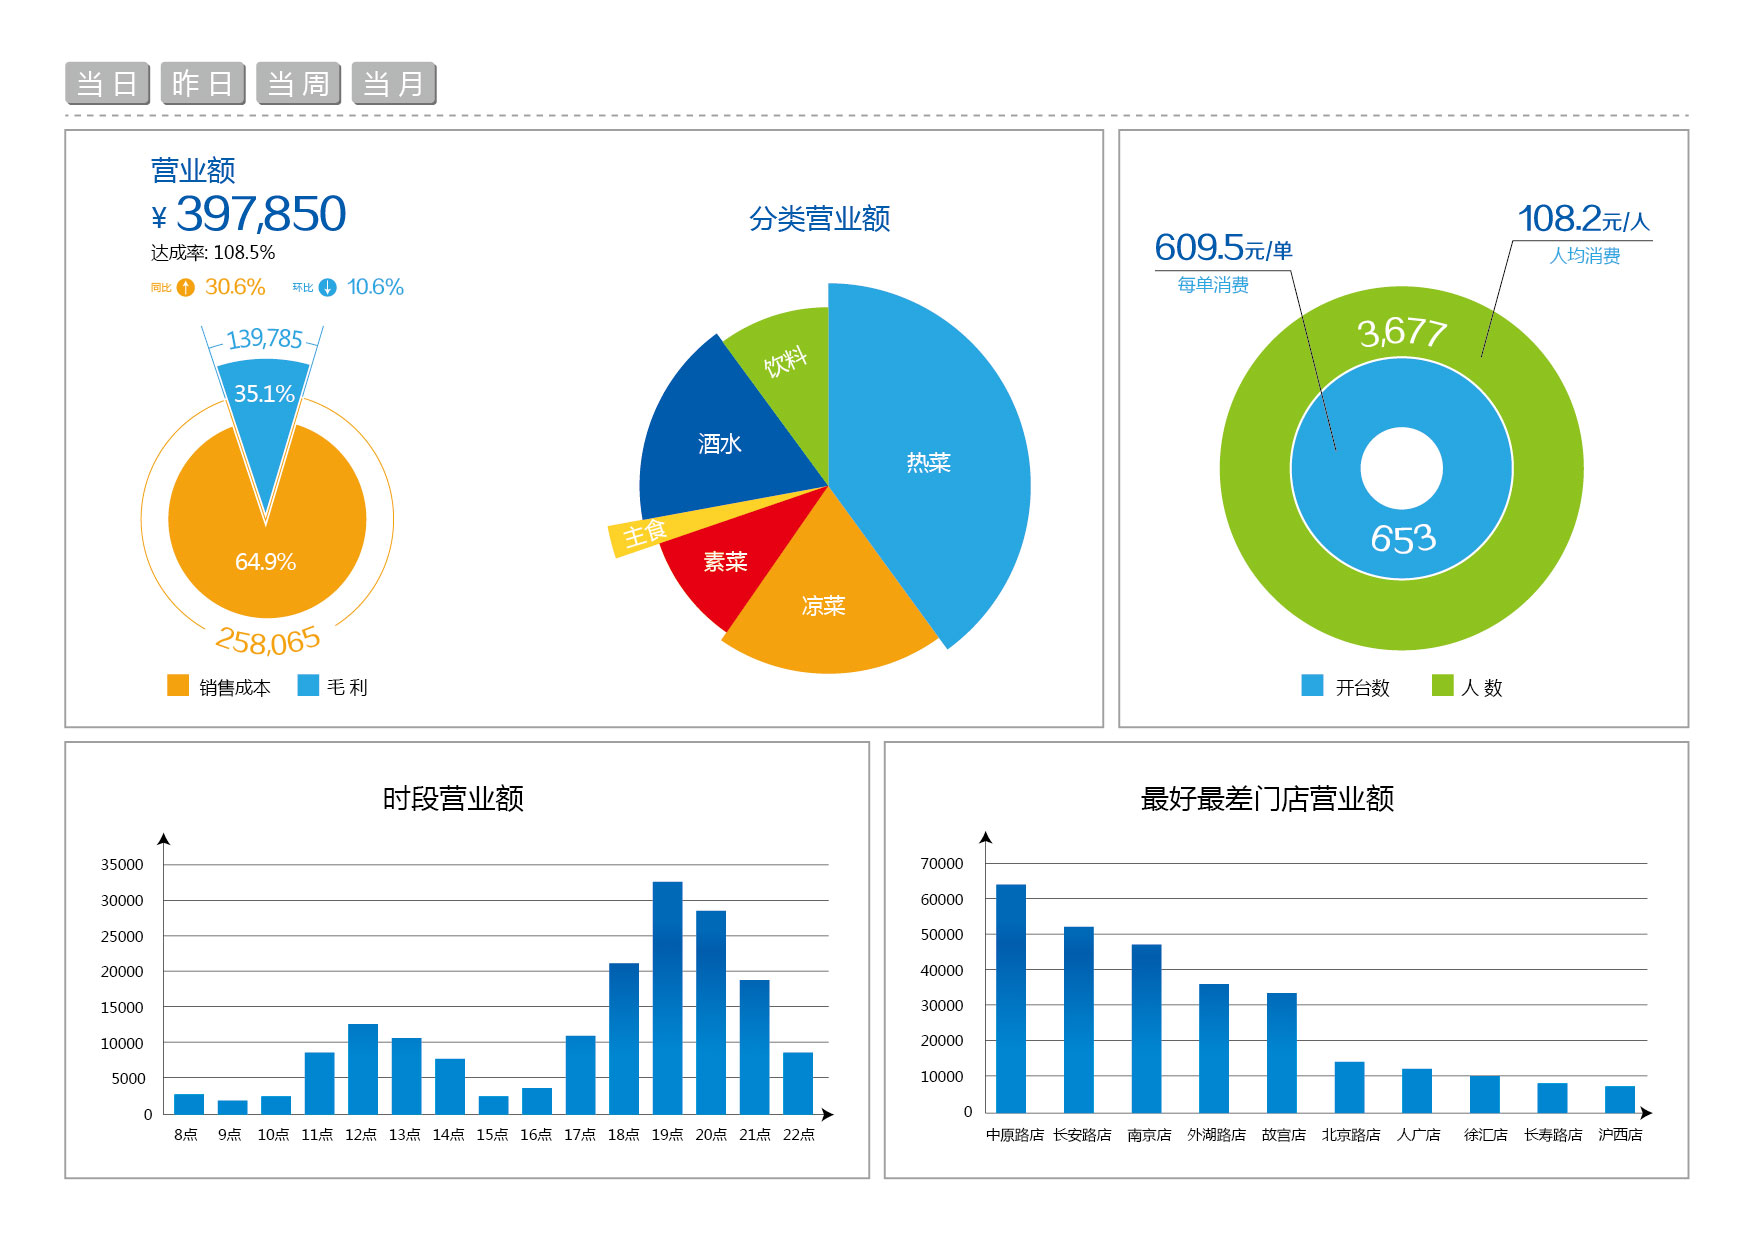 当日 昨日 当周 当月
营业额
¥ 397,850
达成率: 108.5%
同比 30.6% 环比 10.6%
139,785
35.1%
64.9%
258,065
销售成本 毛利
分类营业额
饮料
热菜
酒水
主食
素菜
凉菜
108.2元/人
人均消费
609.5元/单
每单消费
3,677
653
开台数 人数
时段营业额
35000
30000
25000
20000
15000
10000
5000
0
8点 9点 10点 11点 12点 13点 14点 15点 16点 17点 18点 19点 20点 21点 22点
最好最差门店营业额
70000
60000
50000
40000
30000
20000
10000
0
中原路店 长安路店 南京店 外湖路店 故宫店 北京路店 人广店 徐汇店 长寿路店 沪西店